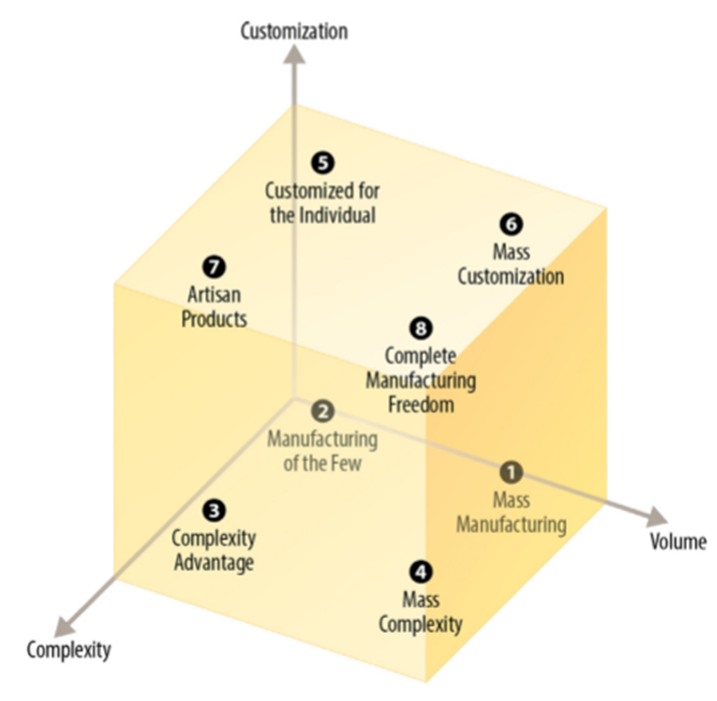 Customization
5
Customized for
the Individual
6
Mass
Customization
7
Artisan
Products
8
Complete
Manufacturing
Freedom
2
Manufacturing
of the Few
1
Mass
Manufacturing
3
Complexity
Advantage
Volume
4
Mass
Complexity
Complexity